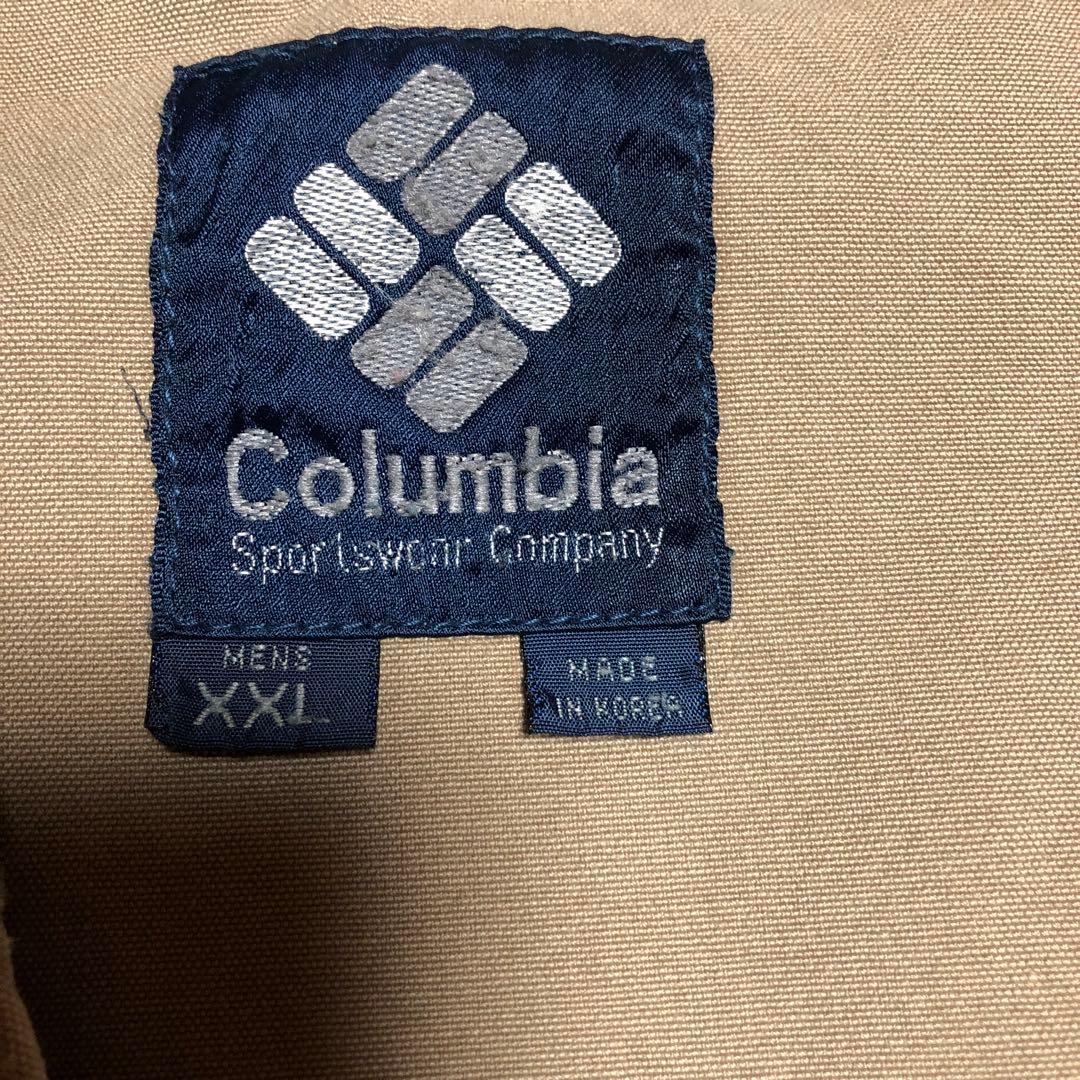 Columbia
Sportswear Company
MENS
XXL
MADE
IN KOREA